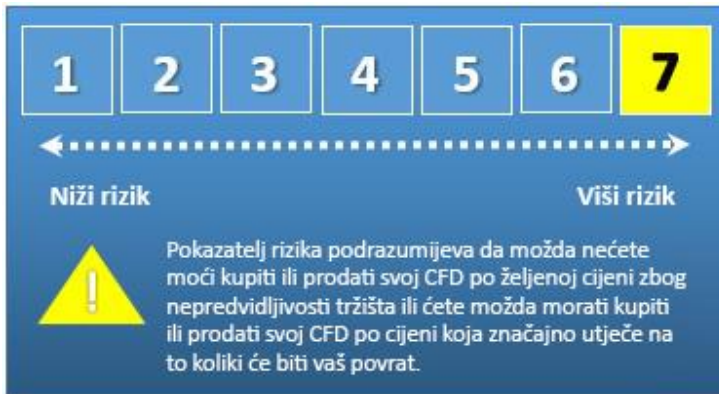 1 2 3 4 5 6 7
Niži rizik Viši rizik
!
Pokazatelj rizika podrazumijeva da možda nećete
moći kupiti ili prodati svoj CFD po željenoj cijeni zbog
nepredvidljivosti tržišta ili ćete možda morati kupiti
ili prodati svoj CFD po cijeni koja značajno utječe na
to koliki će biti vaš povrat.